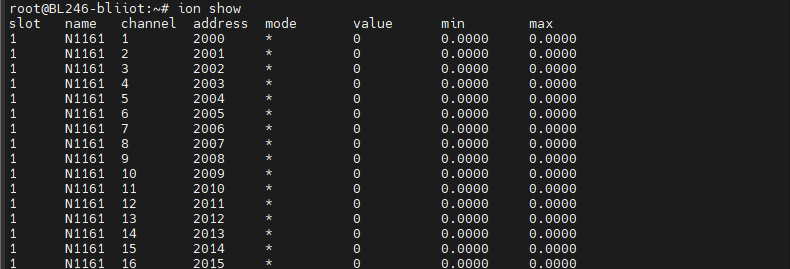 root@BL246-bliiot:~# ion show
slot name channel address mode value min max
1 N1161 1 2000 * 0 0.0000 0.0000
1 N1161 2 2001 * 0 0.0000 0.0000
1 N1161 3 2002 * 0 0.0000 0.0000
1 N1161 4 2003 * 0 0.0000 0.0000
1 N1161 5 2004 * 0 0.0000 0.0000
1 N1161 6 2005 * 0 0.0000 0.0000
1 N1161 7 2006 * 0 0.0000 0.0000
1 N1161 8 2007 * 0 0.0000 0.0000
1 N1161 9 2008 * 0 0.0000 0.0000
1 N1161 10 2009 * 0 0.0000 0.0000
1 N1161 11 2010 * 0 0.0000 0.0000
1 N1161 12 2011 * 0 0.0000 0.0000
1 N1161 13 2012 * 0 0.0000 0.0000
1 N1161 14 2013 * 0 0.0000 0.0000
1 N1161 15 2014 * 0 0.0000 0.0000
1 N1161 16 2015 * 0 0.0000 0.0000